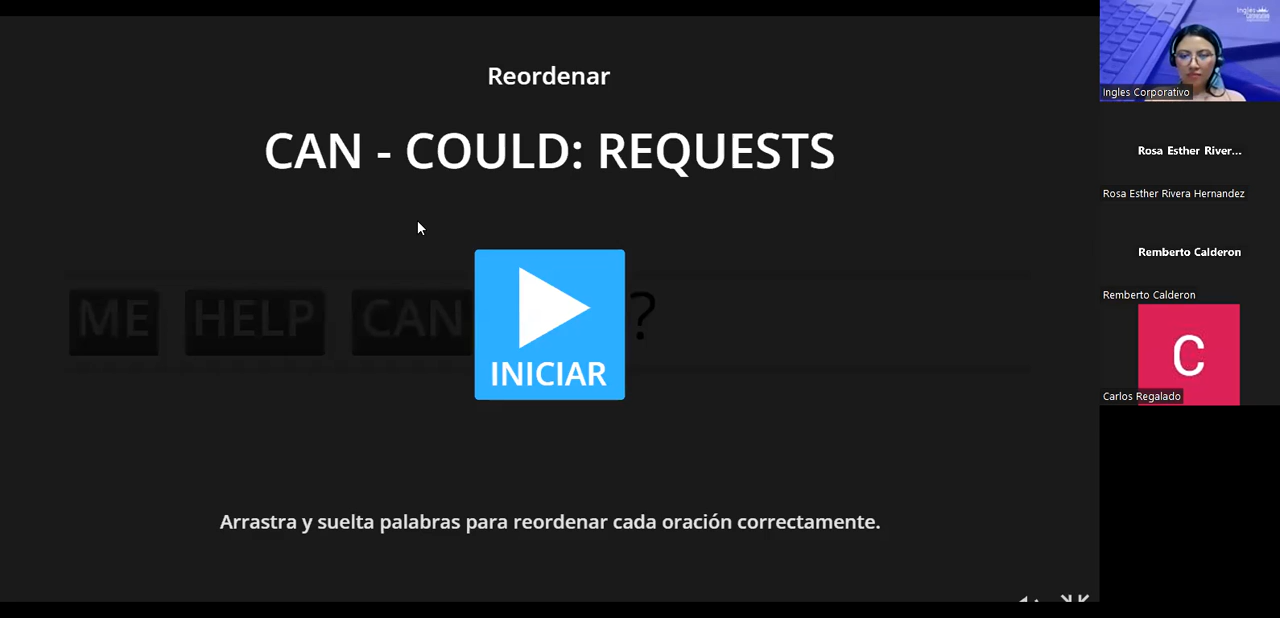 Reordenar
CAN - COULD: REQUESTS
ME HELP CAN ?
INICIAR
Arrastra y suelta palabras para reordenar cada oración correctamente.
Ingles Corporativo
Rosa Esther River...
Rosa Esther Rivera Hernandez
Remberto Calderon
Remberto Calderon
C
Carlos Regalado